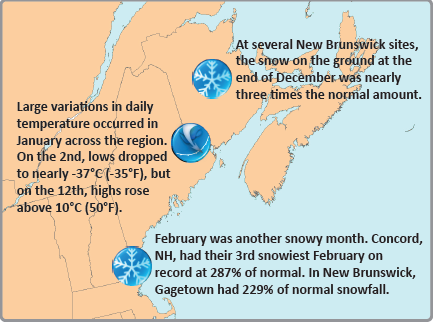 At several New Brunswick sites,
the snow on the ground at the
end of December was nearly
three times the normal amount.
Large variations in daily
temperature occurred in
January across the region.
On the 2nd, lows dropped
to nearly -37°C (-35°F), but
on the 12th, highs rose
above 10°C (50°F).
February was another snowy month. Concord,
NH, had their 3rd snowiest February on
record at 287% of normal. In New Brunswick,
Gagetown had 229% of normal snowfall.